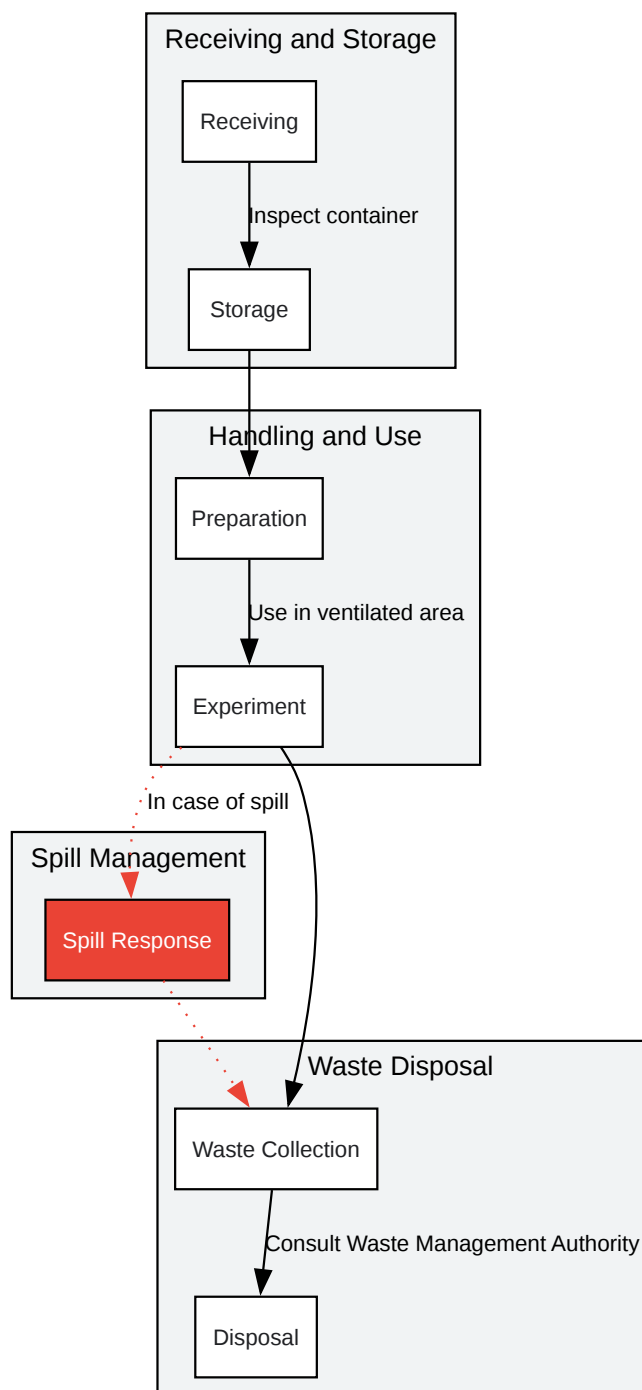 Receiving and Storage
Receiving
Inspect container
Storage
Handling and Use
Preparation
Use in ventilated area
Experiment
In case of spill
Spill Management
Spill Response
Waste Disposal
Waste Collection
Consult Waste Management Authority
Disposal